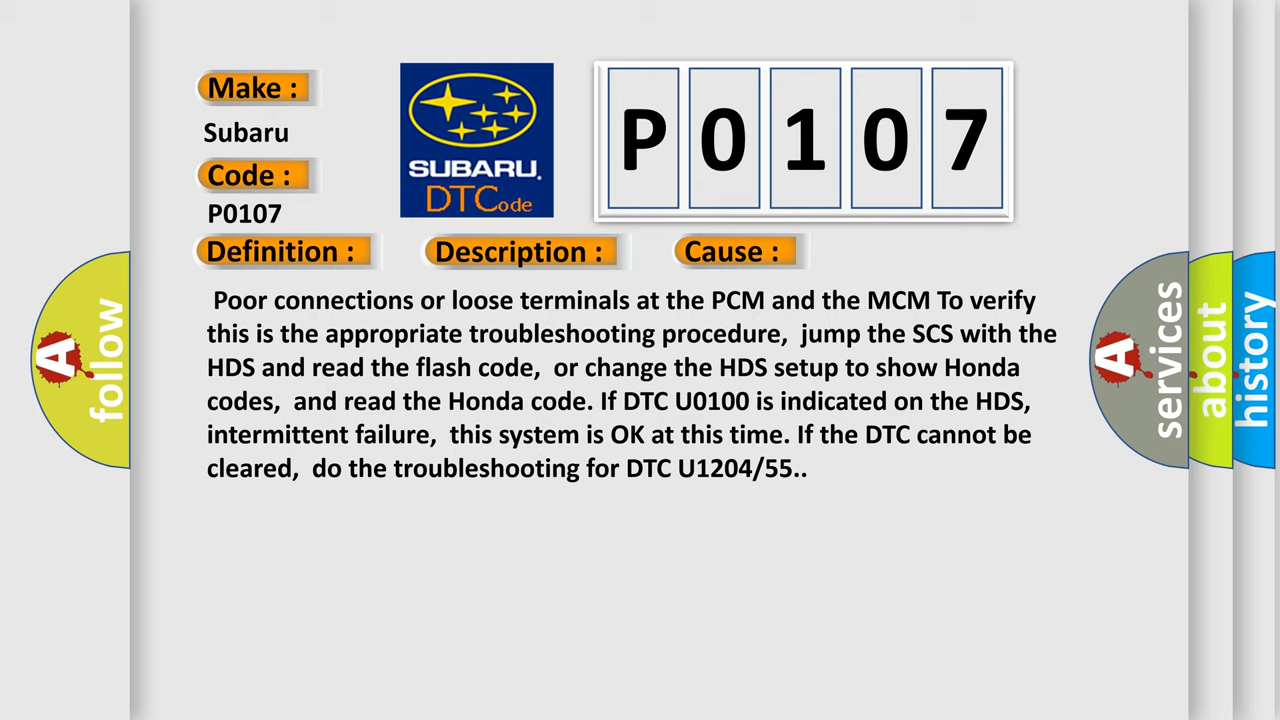 Make :
Subaru
Code :
P0107
SUBARU.
DTCode
P0107
Definition :
Description :
Cause :
Poor connections or loose terminals at the PCM and the MCM To verify
this is the appropriate troubleshooting procedure, jump the SCS with the
HDS and read the flash code, or change the HDS setup to show Honda
codes, and read the Honda code. If DTC U0100 is indicated on the HDS,
intermittent failure, this system is OK at this time. If the DTC cannot be
cleared, do the troubleshooting for DTC U1204/55..
A
follow
A
services
about
history